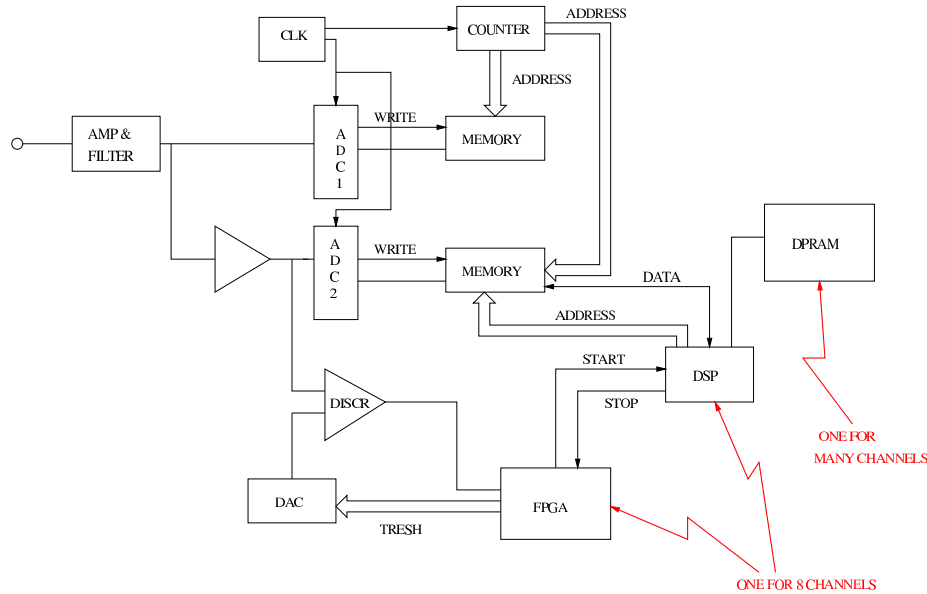 ADDRESS
CLK
COUNTER
ADDRESS
WRITE
AMP &
FILTER
A
D
C
1
MEMORY
A
D
C
2
WRITE
MEMORY
DPRAM
DATA
ADDRESS
START
DSP
STOP
DISCR
ONE FOR
MANY CHANNELS
DAC
FPGA
TRESH
ONE FOR 8 CHANNELS